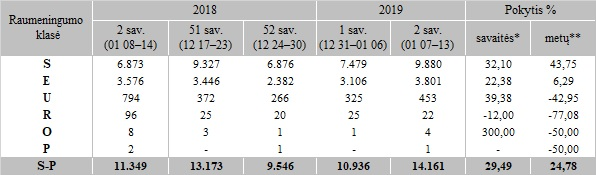 Raumeningumo klasė 2018 2019 Pokytis %
2 sav. (01 08–14) 51 sav. (12 17–23) 52 sav. (12 24–30) 1 sav. (12 31–01 06) 2 sav. (01 07–13) savaitės* metų**
S 6.873 9.327 6.876 7.479 9.880 32,10 43,75
E 3.576 3.446 2.382 3.106 3.801 22,38 6,29
U 794 372 266 325 453 39,38 -42,95
R 96 25 20 25 22 -12,00 -77,08
O 8 3 1 1 4 300,00 -50,00
P 2 - 1 - 1 - -50,00
S-P 11.349 13.173 9.546 10.936 14.161 29,49 24,78